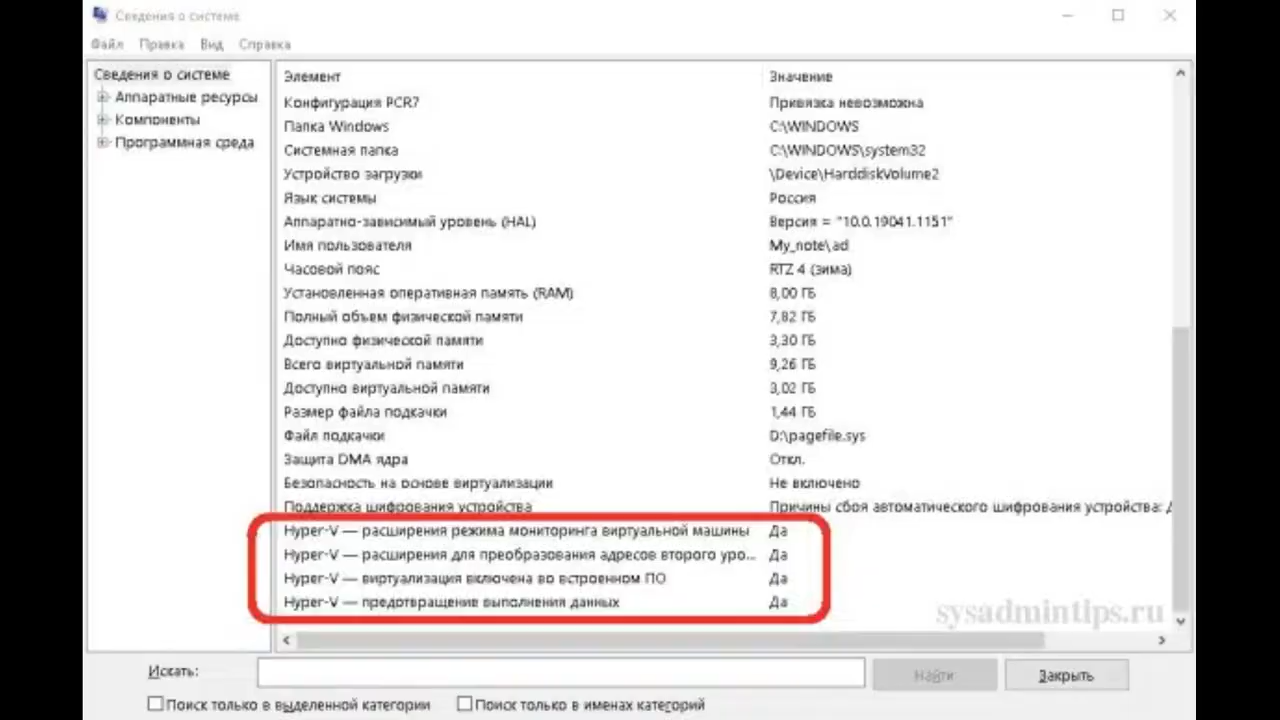 Сведения о системе
Файл Правка Вид Справка
Сведения о системе
Аппаратные ресурсы
Компоненты
Программная среда
Элемент Значение
Конфигурация PCR7 Привязка невозможна
Папка Windows C:\WINDOWS
Системная папка C:\WINDOWS\system32
Устройство загрузки \Device\HarddiskVolume2
Язык системы Россия
Аппаратно-зависимый уровень (HAL) Версия = "10.0.19041.1151"
Имя пользователя My_note\ad
Часовой пояс RTZ 4 (зима)
Установленная оперативная память (RAM) 8,00 ГБ
Полный объем физической памяти 7,82 ГБ
Доступно физической памяти 3,30 ГБ
Всего виртуальной памяти 9,26 ГБ
Доступно виртуальной памяти 3,02 ГБ
Размер файла подкачки 1,44 ГБ
Файл подкачки D:\pagefile.sys
Защита DMA ядра Откл.
Безопасность на основе виртуализации Не включено
Поддержка шифрования устройства Причины сбоя автоматического шифрования устройства:
Hyper-V — расширения режима мониторинга виртуальной машины Да
Hyper-V — расширения для преобразования адресов второго уро... Да
Hyper-V — виртуализация включена во встроенном ПО Да
Hyper-V — предотвращение выполнения данных Да
sysadmintips.ru
Искать: Найти Закрыть
Поиск только в выделенной категории Поиск только в именах категорий